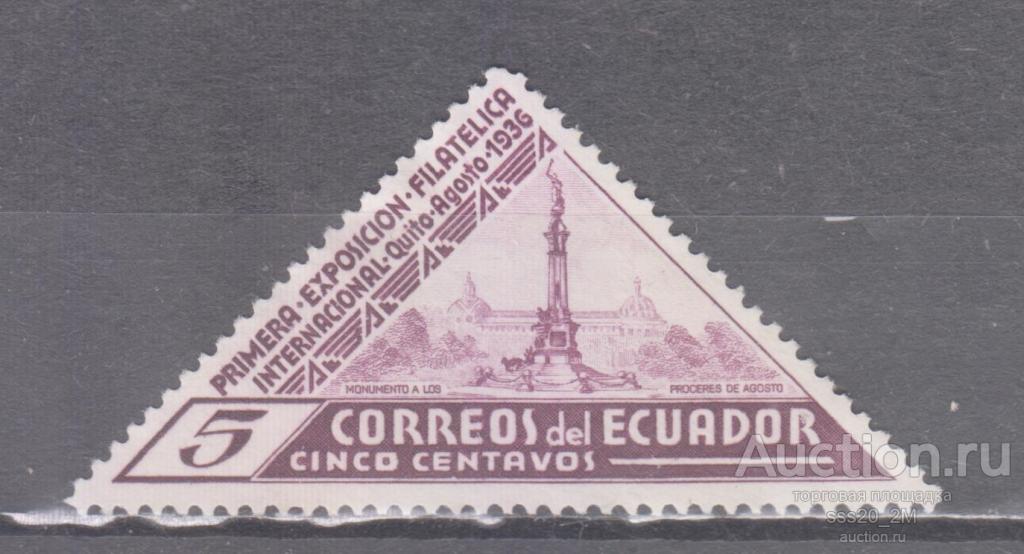 PRIMERA · EXPOSICION · FILATELICA
INTERNACIONAL · Quito · Agosto · 1936
MONUMENTO A LOS PROCERES DE AGOSTO
5
CORREOS del ECUADOR
CINCO CENTAVOS
Auction.ru
торговая площадка
sss20_2M
auction.ru